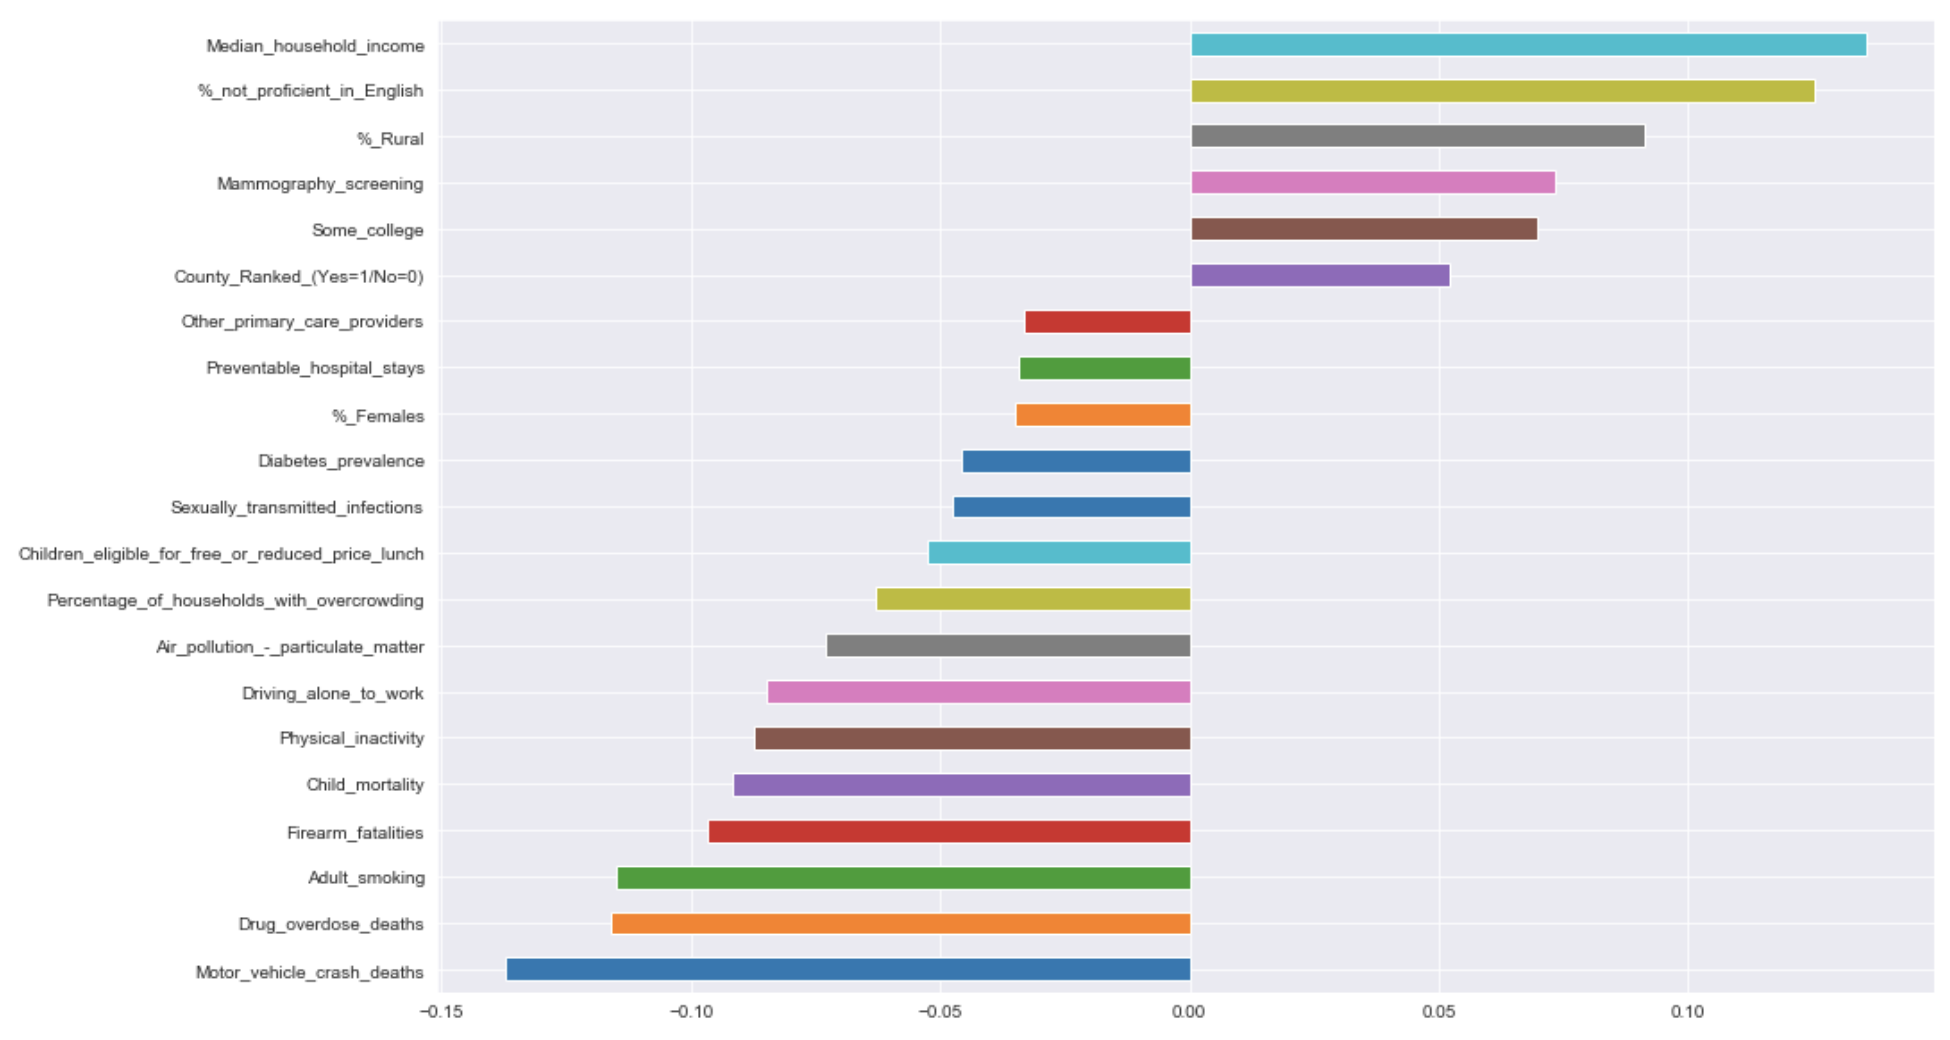 Median_household_income
%_not_proficient_in_English
%_Rural
Mammography_screening
Some_college
County_Ranked_(Yes=1/No=0)
Other_primary_care_providers
Preventable_hospital_stays
%_Females
Diabetes_prevalence
Sexually_transmitted_infections
Children_eligible_for_free_or_reduced_price_lunch
Percentage_of_households_with_overcrowding
Air_pollution_-_particulate_matter
Driving_alone_to_work
Physical_inactivity
Child_mortality
Firearm_fatalities
Adult_smoking
Drug_overdose_deaths
Motor_vehicle_crash_deaths
−0.15 −0.10 −0.05 0.00 0.05 0.10